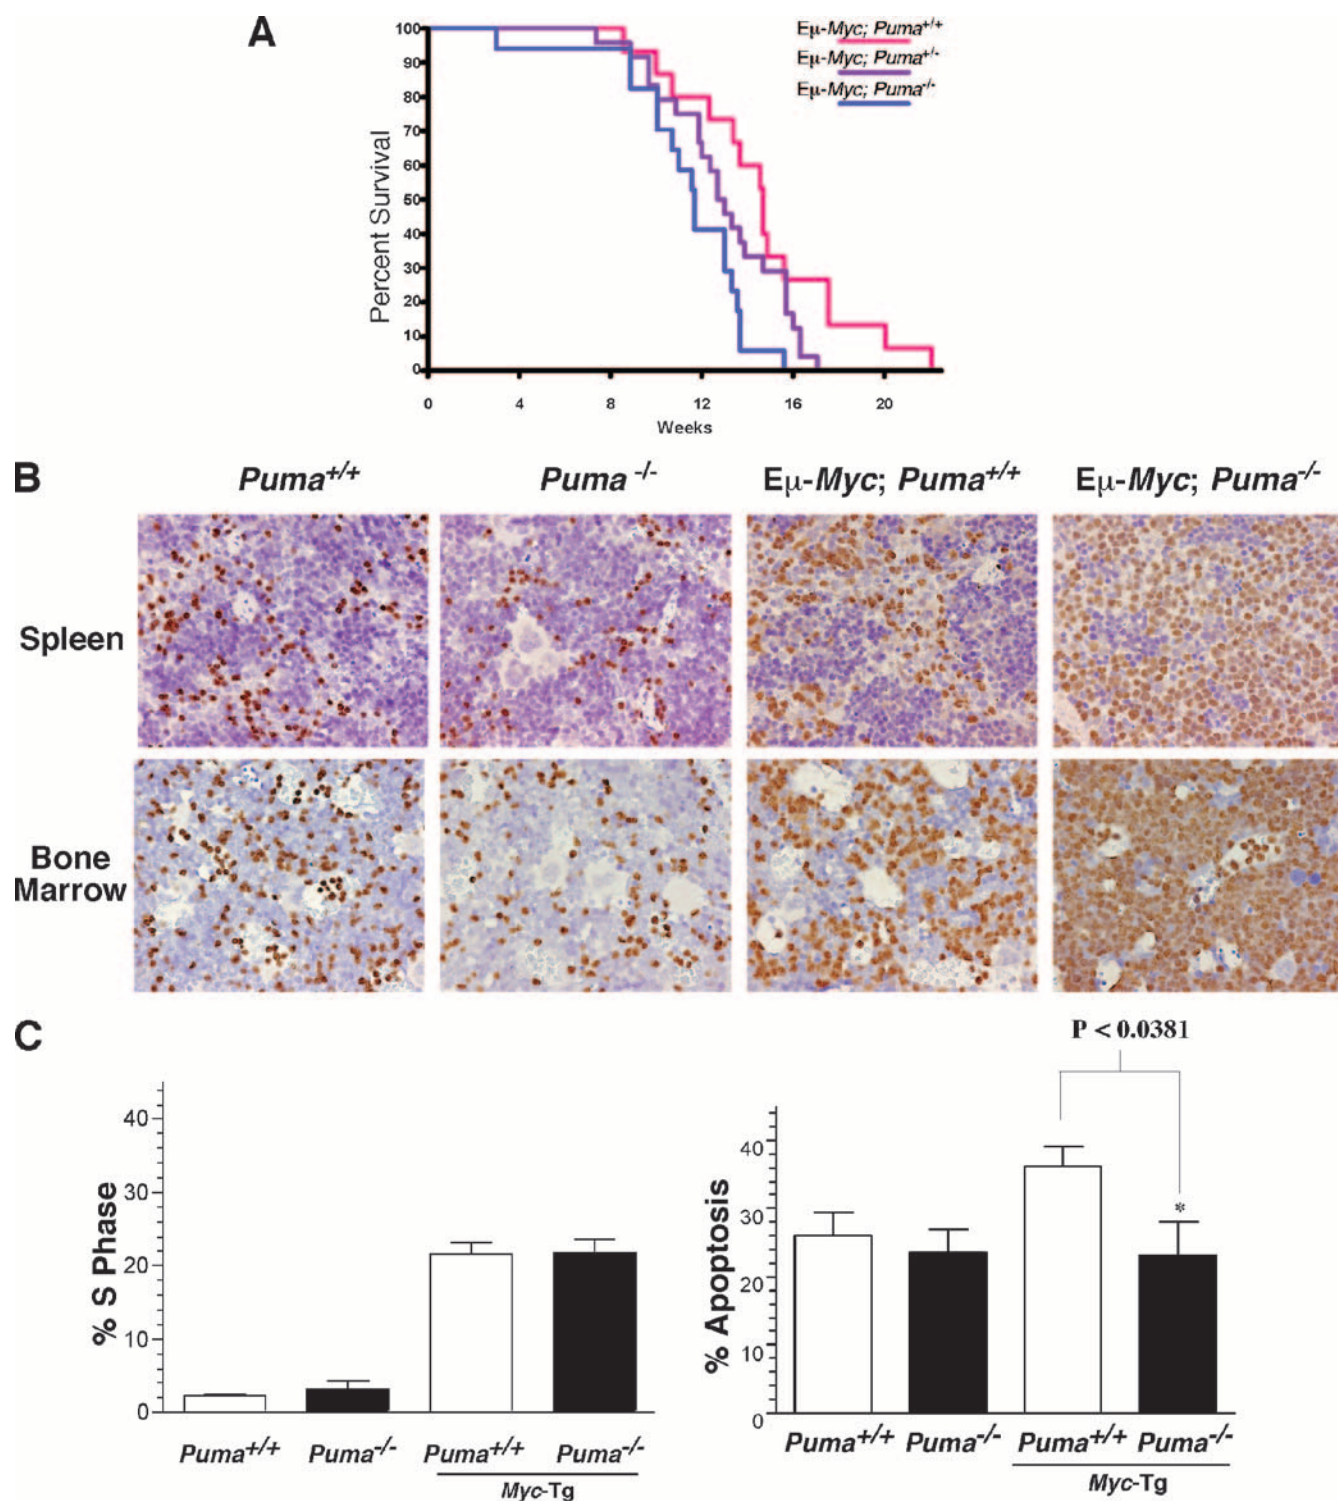 A
Eμ-Myc; Puma+/+
Eμ-Myc; Puma+/-
Eμ-Myc; Puma-/-
Percent Survival
100
90
80
70
60
50
40
30
20
10
0
0 4 8 12 16 20
Weeks
B
Puma+/+ Puma -/- Eμ-Myc; Puma+/+ Eμ-Myc; Puma-/-
Spleen
Bone
Marrow
C
% S Phase
40
30
20
10
0
Puma+/+ Puma-/- Puma+/+ Puma-/-
Myc-Tg
P < 0.0381
*
% Apoptosis
40
30
20
10
0
Puma+/+ Puma-/- Puma+/+ Puma-/-
Myc-Tg